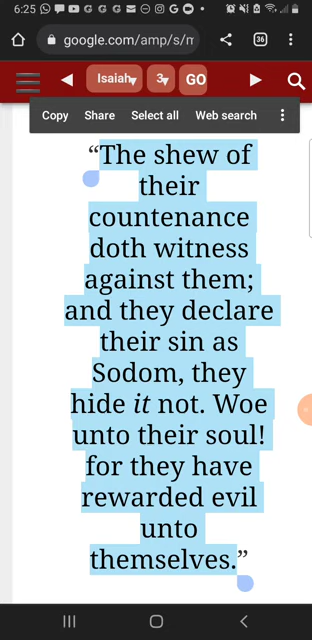 6:25
36
google.com/amp/s/m
Isaiah 3 GO
Copy Share Select all Web search
“The shew of
their
countenance
doth witness
against them;
and they declare
their sin as
Sodom, they
hide it not. Woe
unto their soul!
for they have
rewarded evil
unto
themselves.”